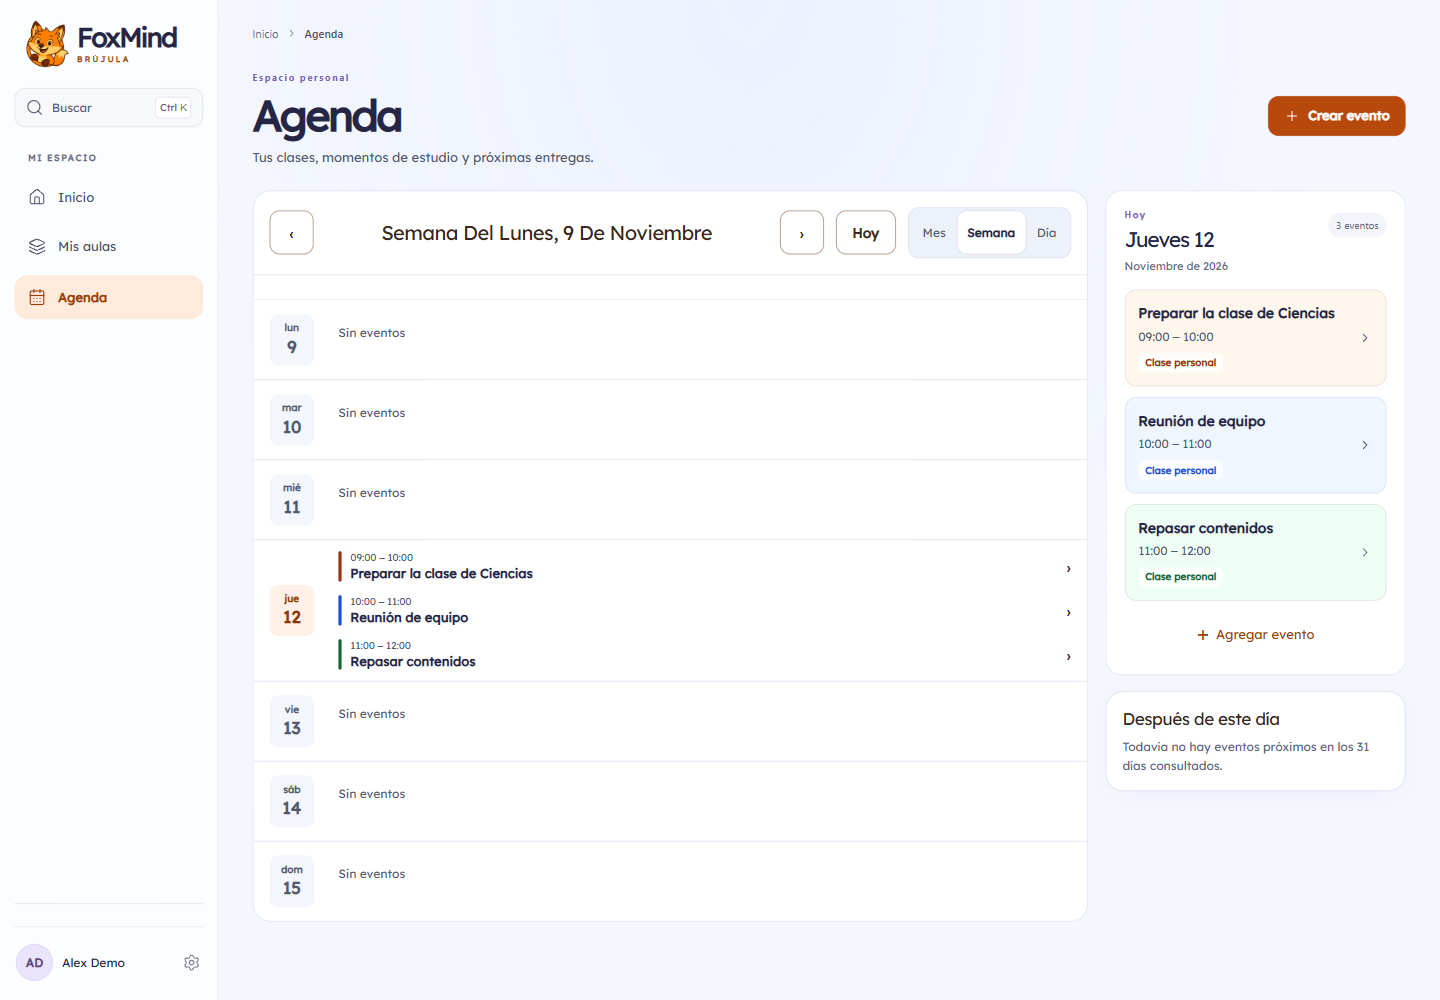 FoxMind
BRÚJULA
Buscar
Ctrl K
MI ESPACIO
Inicio
Mis aulas
Agenda
AD
Alex Demo
Inicio > Agenda
Espacio personal
Agenda
Tus clases, momentos de estudio y próximas entregas.
+ Crear evento
‹
Semana Del Lunes, 9 De Noviembre
›
Hoy
Mes
Semana
Día
lun
9
Sin eventos
mar
10
Sin eventos
mié
11
Sin eventos
jue
12
09:00 – 10:00
Preparar la clase de Ciencias
›
10:00 – 11:00
Reunión de equipo
›
11:00 – 12:00
Repasar contenidos
›
vie
13
Sin eventos
sáb
14
Sin eventos
dom
15
Sin eventos
Hoy
Jueves 12
3 eventos
Noviembre de 2026
Preparar la clase de Ciencias
09:00 – 10:00
Clase personal
Reunión de equipo
10:00 – 11:00
Clase personal
Repasar contenidos
11:00 – 12:00
Clase personal
+ Agregar evento
Después de este día
Todavía no hay eventos próximos en los 31
días consultados.